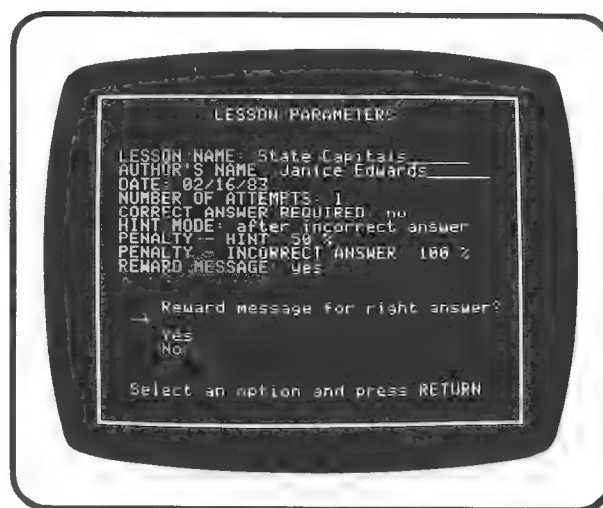 LESSON PARAMETERS
LESSON NAME: State Capitals
AUTHOR'S NAME: Janice Edwards
DATE: 02/16/83
NUMBER OF ATTEMPTS: 1
CORRECT ANSWER REQUIRED: no
HINT MODE: after incorrect answer
PENALTY - HINT: 50 %
PENALTY - INCORRECT ANSWER: 100 %
REWARD MESSAGE: yes
Reward message for right answer?
Yes
No
Select an option and press RETURN